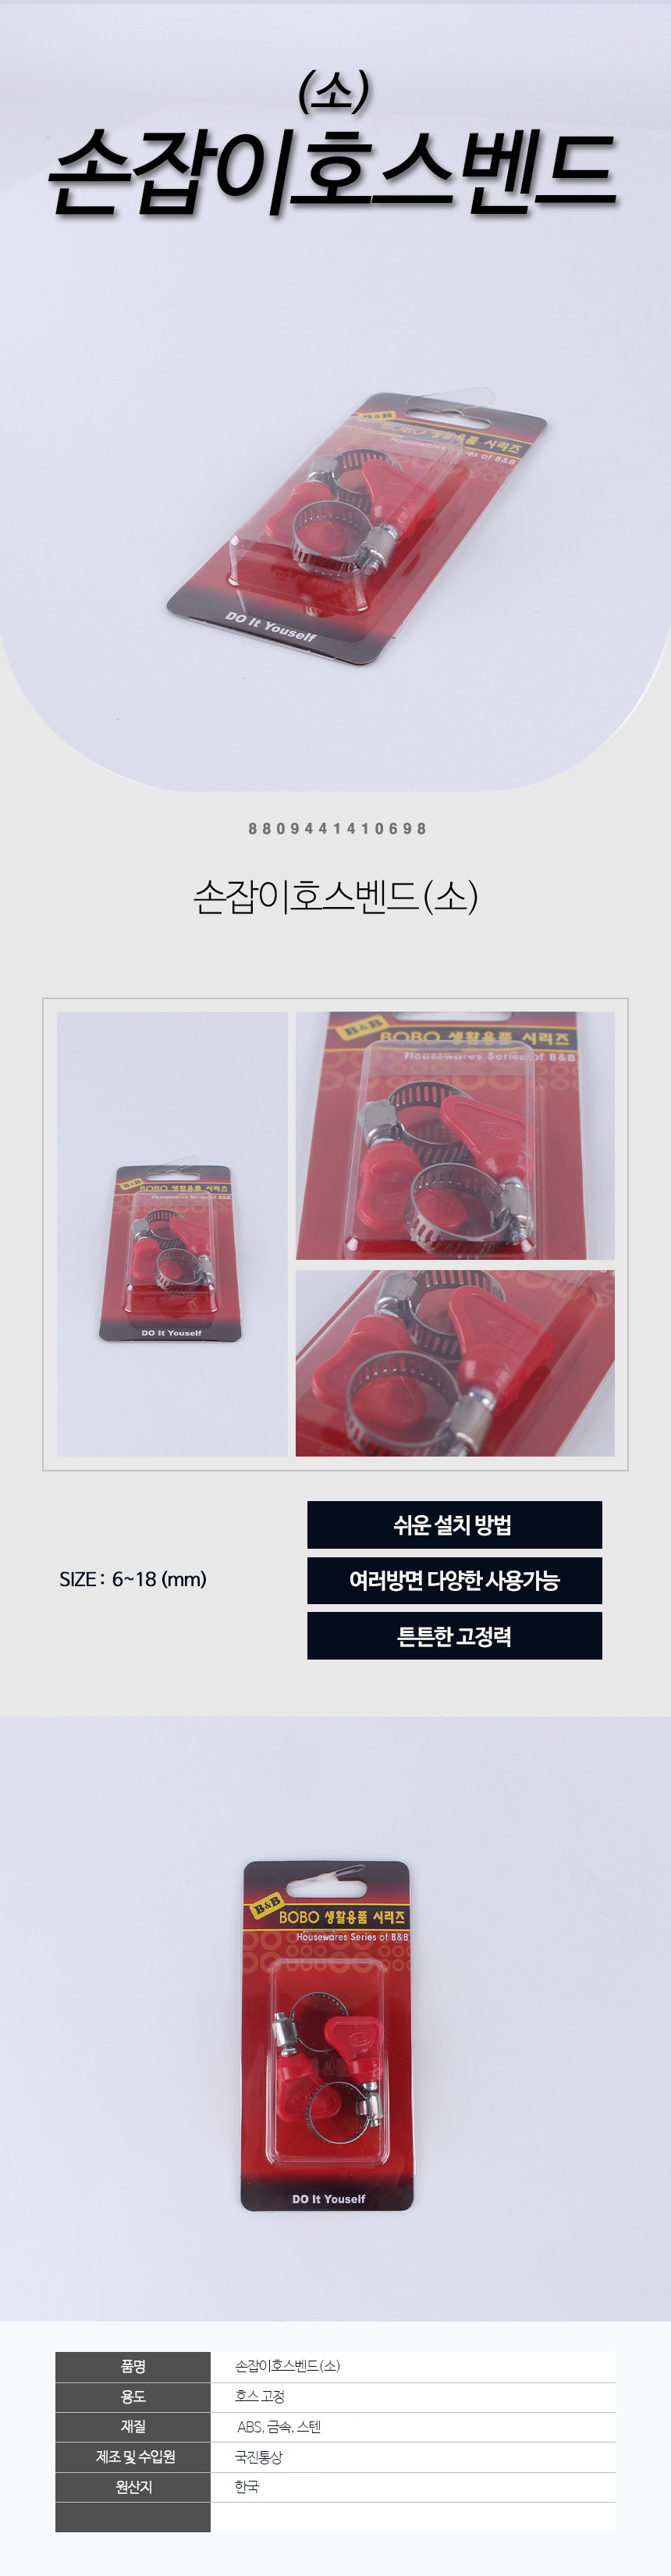 (소)
손잡이호스벤드
B&B
BOBO 생활용품 시리즈
Housewares Series of B&B
DO It Youself
8809441410698
손잡이호스벤드(소)
B&B
BOBO 생활용품 시리즈
Housewares Series of B&B
B&B
BOBO 생활용품 시리즈
Housewares Series of B&B
DO It Youself
쉬운 설치 방법
SIZE : 6~18 (mm)
여러방면 다양한 사용가능
튼튼한 고정력
B&B
BOBO 생활용품 시리즈
Housewares Series of B&B
DO It Youself
품명 손잡이호스벤드(소)
용도 호스 고정
재질 ABS, 금속, 스텐
제조 및 수입원 국진통상
원산지 한국